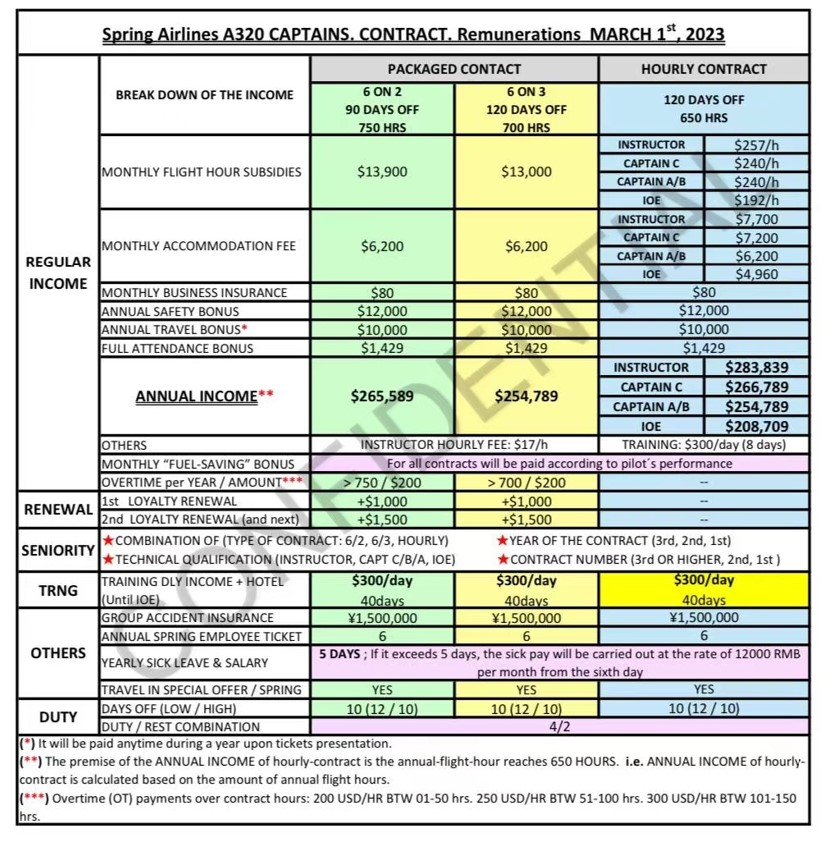 Spring Airlines A320 CAPTAINS. CONTRACT. Remunerations MARCH 1st, 2023
PACKAGED CONTACT HOURLY CONTRACT
BREAK DOWN OF THE INCOME
6 ON 2
90 DAYS OFF
750 HRS
6 ON 3
120 DAYS OFF
700 HRS
120 DAYS OFF
650 HRS
REGULAR
INCOME
MONTHLY FLIGHT HOUR SUBSIDIES $13,900 $13,000
INSTRUCTOR $257/h
CAPTAIN C $240/h
CAPTAIN A/B $240/h
IOE $192/h
MONTHLY ACCOMMODATION FEE $6,200 $6,200
INSTRUCTOR $7,700
CAPTAIN C $7,200
CAPTAIN A/B $6,200
IOE $4,960
MONTHLY BUSINESS INSURANCE $80 $80 $80
ANNUAL SAFETY BONUS $12,000 $12,000 $12,000
ANNUAL TRAVEL BONUS* $10,000 $10,000 $10,000
FULL ATTENDANCE BONUS $1,429 $1,429 $1,429
ANNUAL INCOME** $265,589 $254,789
INSTRUCTOR $283,839
CAPTAIN C $266,789
CAPTAIN A/B $254,789
IOE $208,709
OTHERS INSTRUCTOR HOURLY FEE: $17/h TRAINING: $300/day (8 days)
MONTHLY “FUEL-SAVING” BONUS For all contracts will be paid according to pilot´s performance
OVERTIME per YEAR / AMOUNT*** > 750 / $200 > 700 / $200 --
RENEWAL
1st LOYALTY RENEWAL +$1,000 +$1,000 --
2nd LOYALTY RENEWAL (and next) +$1,500 +$1,500 --
SENIORITY
★COMBINATION OF (TYPE OF CONTRACT: 6/2, 6/3, HOURLY) ★YEAR OF THE CONTRACT (3rd, 2nd, 1st)
★TECHNICAL QUALIFICATION (INSTRUCTOR, CAPT C/B/A, IOE) ★CONTRACT NUMBER (3rd OR HIGHER, 2nd, 1st )
TRNG
TRAINING DLY INCOME + HOTEL $300/day $300/day $300/day
(Until IOE) 40days 40days 40days
OTHERS
GROUP ACCIDENT INSURANCE ¥1,500,000 ¥1,500,000 ¥1,500,000
ANNUAL SPRING EMPLOYEE TICKET 6 6 6
YEARLY SICK LEAVE & SALARY
5 DAYS ; If it exceeds 5 days, the sick pay will be carried out at the rate of 12000 RMB
per month from the sixth day
TRAVEL IN SPECIAL OFFER / SPRING YES YES YES
DUTY
DAYS OFF (LOW / HIGH) 10 (12 / 10) 10 (12 / 10) 10 (12 / 10)
DUTY / REST COMBINATION 4/2
(*) It will be paid anytime during a year upon tickets presentation.
(**) The premise of the ANNUAL INCOME of hourly-contract is the annual-flight-hour reaches 650 HOURS. i.e. ANNUAL INCOME of hourly-
contract is calculated based on the amount of annual flight hours.
(***) Overtime (OT) payments over contract hours: 200 USD/HR BTW 01-50 hrs. 250 USD/HR BTW 51-100 hrs. 300 USD/HR BTW 101-150
hrs.
CONFIDENTIAL